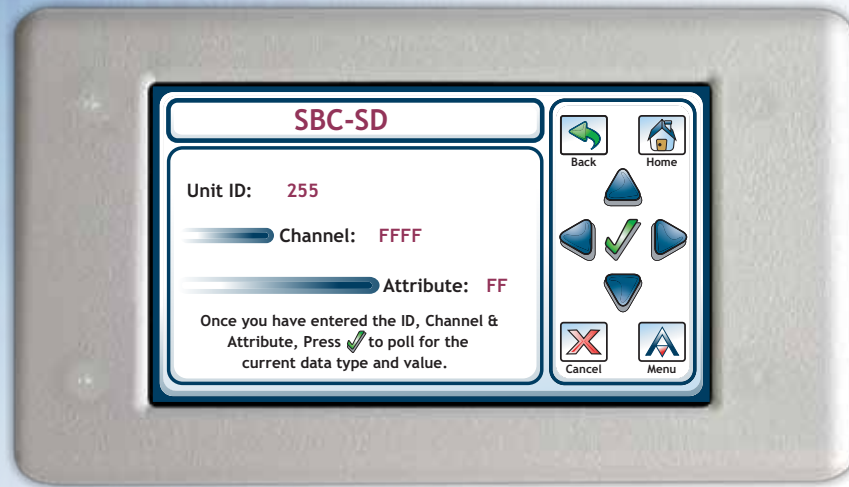 SBC-SD
Back
Home
Unit ID: 255
Channel: FFFF
Attribute: FF
Once you have entered the ID, Channel &
Attribute, Press to poll for the
current data type and value.
Cancel
Menu